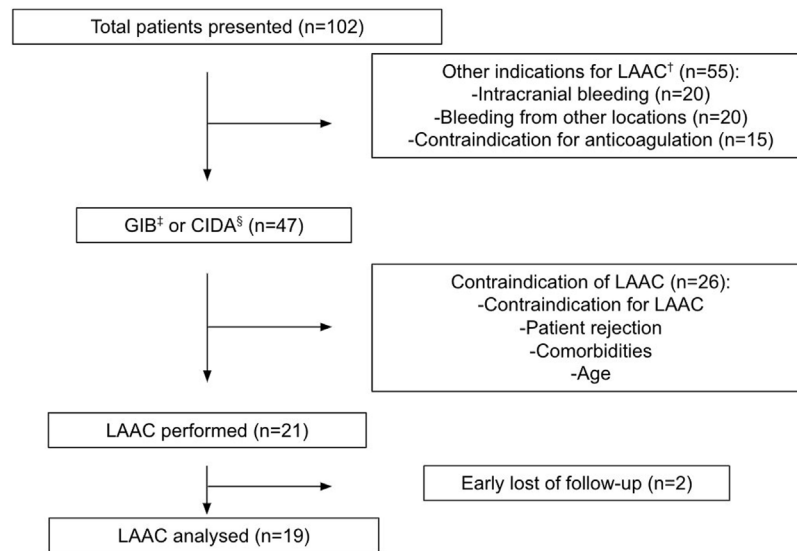 Total patients presented (n=102)
Other indications for LAAC† (n=55):
-Intracranial bleeding (n=20)
-Bleeding from other locations (n=20)
-Contraindication for anticoagulation (n=15)
GIB‡ or CIDA§ (n=47)
Contraindication of LAAC (n=26):
-Contraindication for LAAC
-Patient rejection
-Comorbidities
-Age
LAAC performed (n=21)
Early lost of follow-up (n=2)
LAAC analysed (n=19)